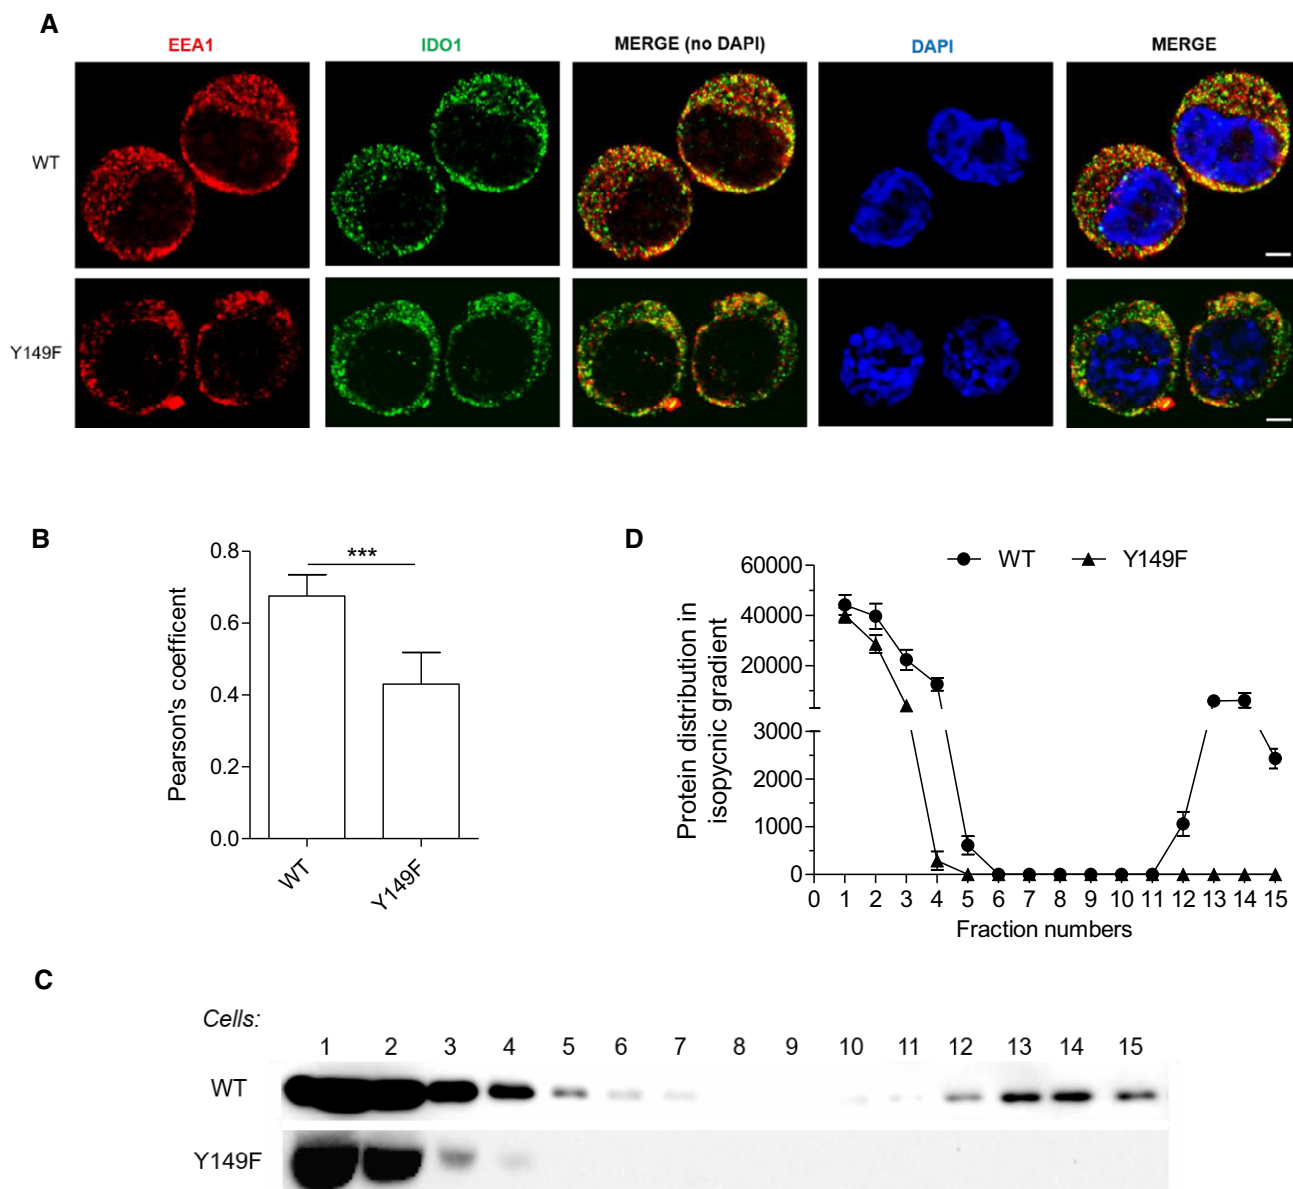 A
EEA1 IDO1 MERGE (no DAPI) DAPI MERGE
WT
Y149F
B
0.8
0.6
0.4
0.2
0.0
Pearson's coefficent
***
WT
Y149F
D
WT Y149F
60000
40000
20000
3000
2000
1000
0
Protein distribution in
isopycnic gradient
0 1 2 3 4 5 6 7 8 9 10 11 12 13 14 15
Fraction numbers
C
Cells:
1 2 3 4 5 6 7 8 9 10 11 12 13 14 15
WT
Y149F